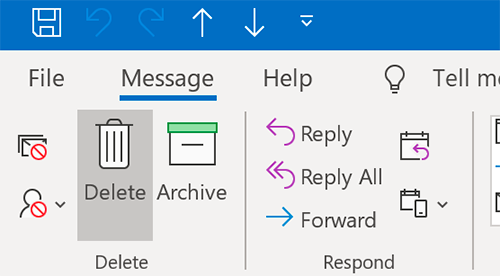 File Message Help Tell me
Delete Archive
Reply
Reply All
Forward
Delete Respond